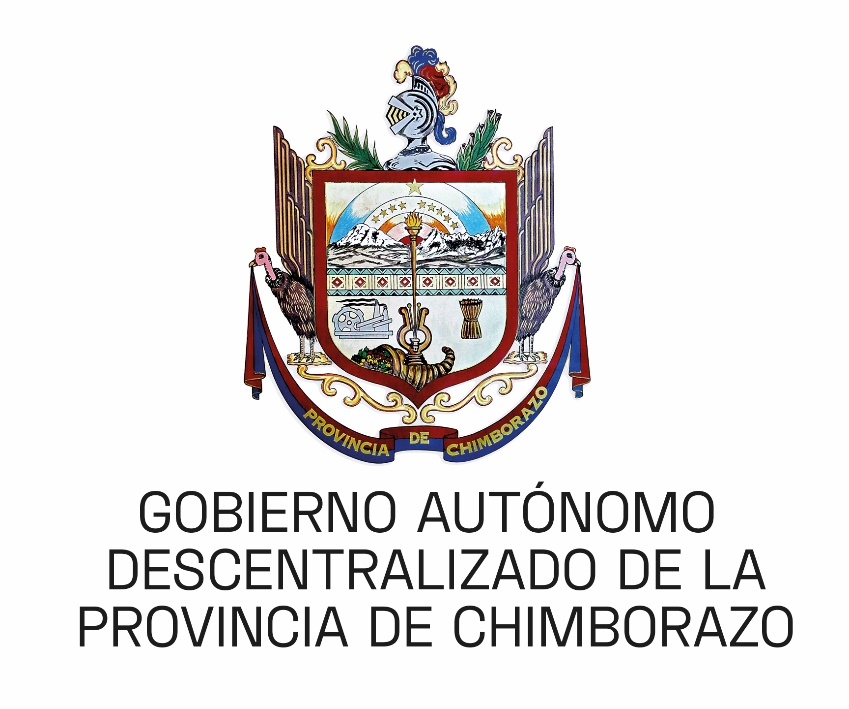 PROVINCIA DE CHIMBORAZO
GOBIERNO AUTÓNOMO
DESCENTRALIZADO DE LA
PROVINCIA DE CHIMBORAZO